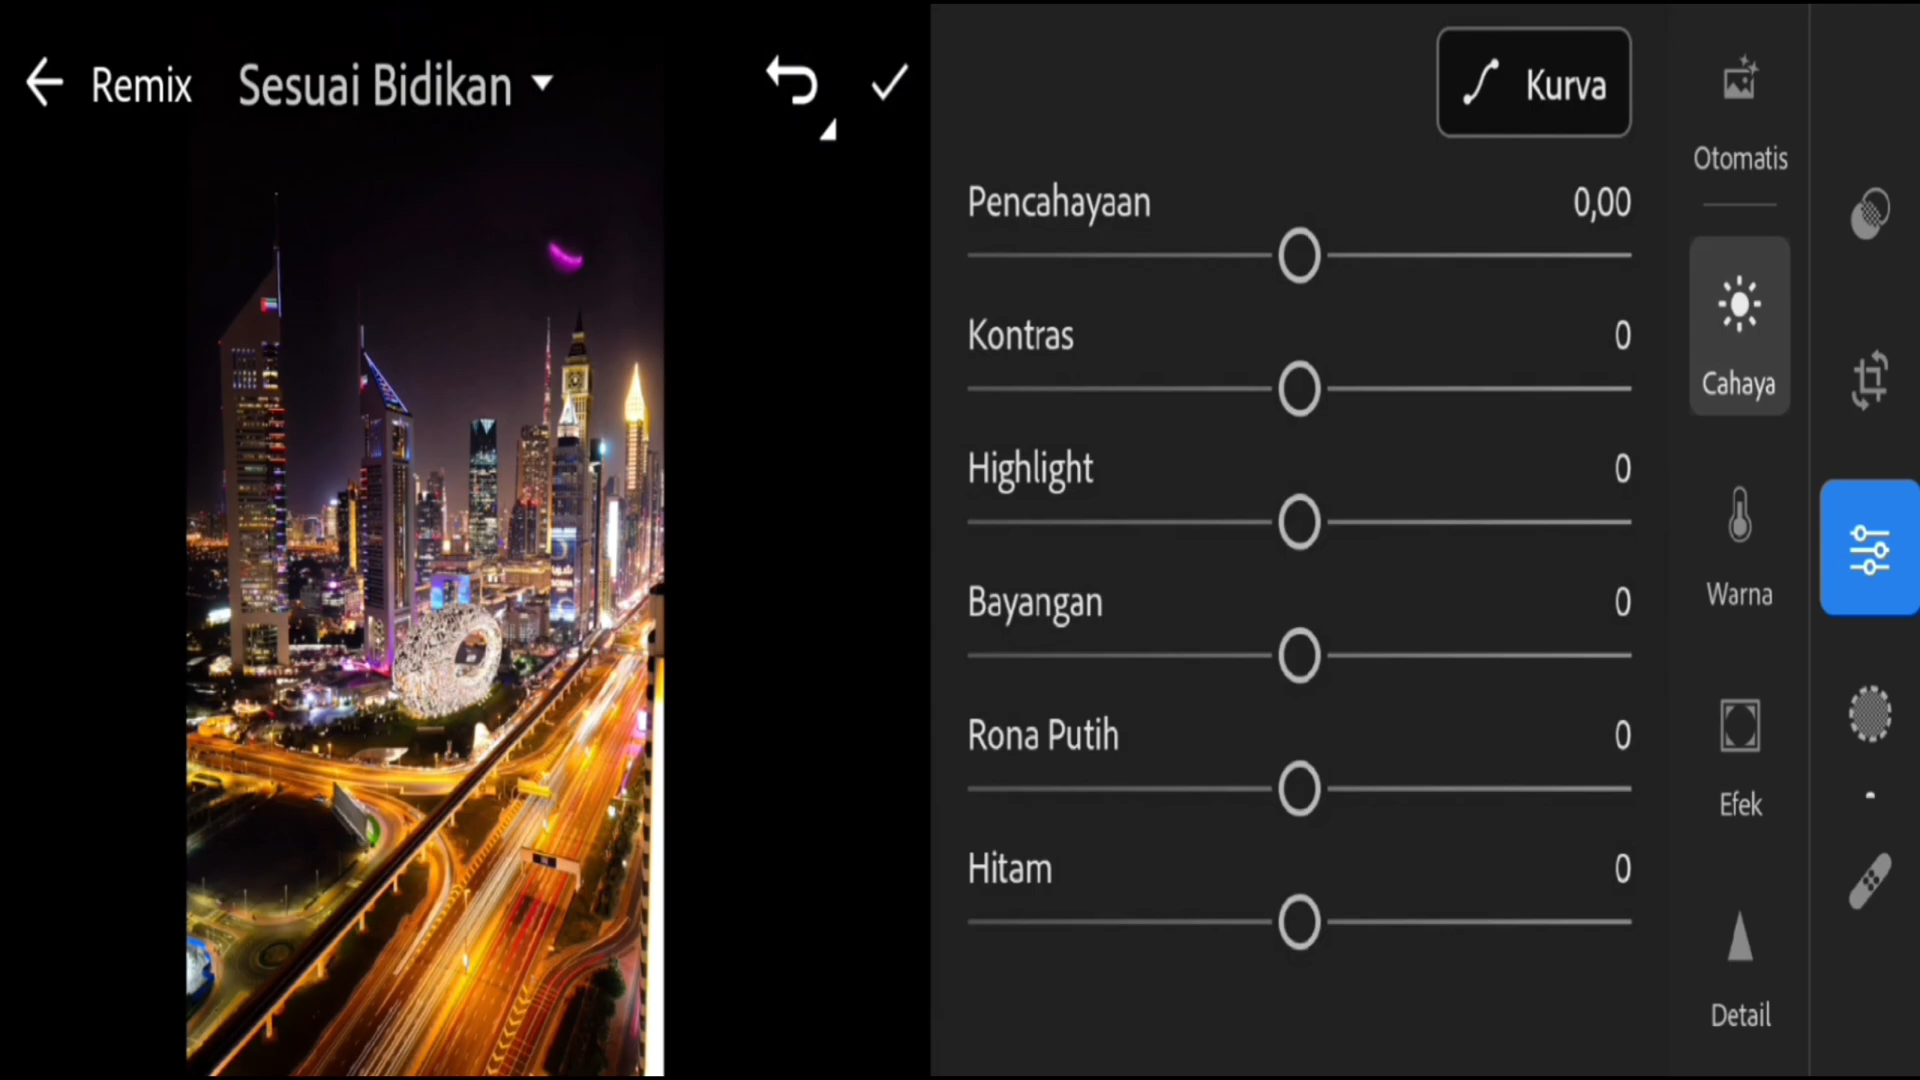 Remix
Sesuai Bidikan
Kurva
Pencahayaan 0,00
Kontras 0
Highlight 0
Bayangan 0
Rona Putih 0
Hitam 0
Otomatis
Cahaya
Warna
Efek
Detail